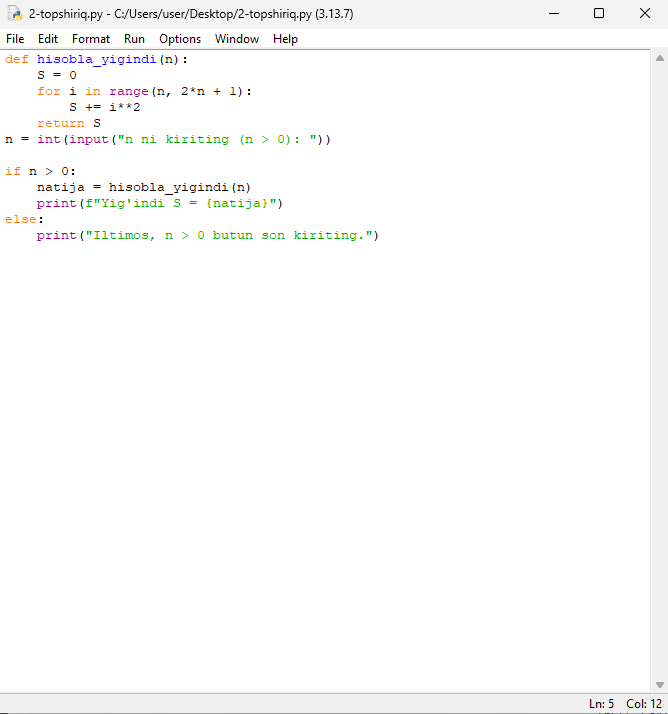 2-topshiriq.py - C:/Users/user/Desktop/2-topshiriq.py (3.13.7)
File Edit Format Run Options Window Help
def hisobla_yigindi(n):
    S = 0
    for i in range(n, 2*n + 1):
        S += i**2
    return S
n = int(input("n ni kiriting (n > 0): "))

if n > 0:
    natija = hisobla_yigindi(n)
    print(f"Yig'indi S = {natija}")
else:
    print("Iltimos, n > 0 butun son kiriting.")
Ln: 5 Col: 12